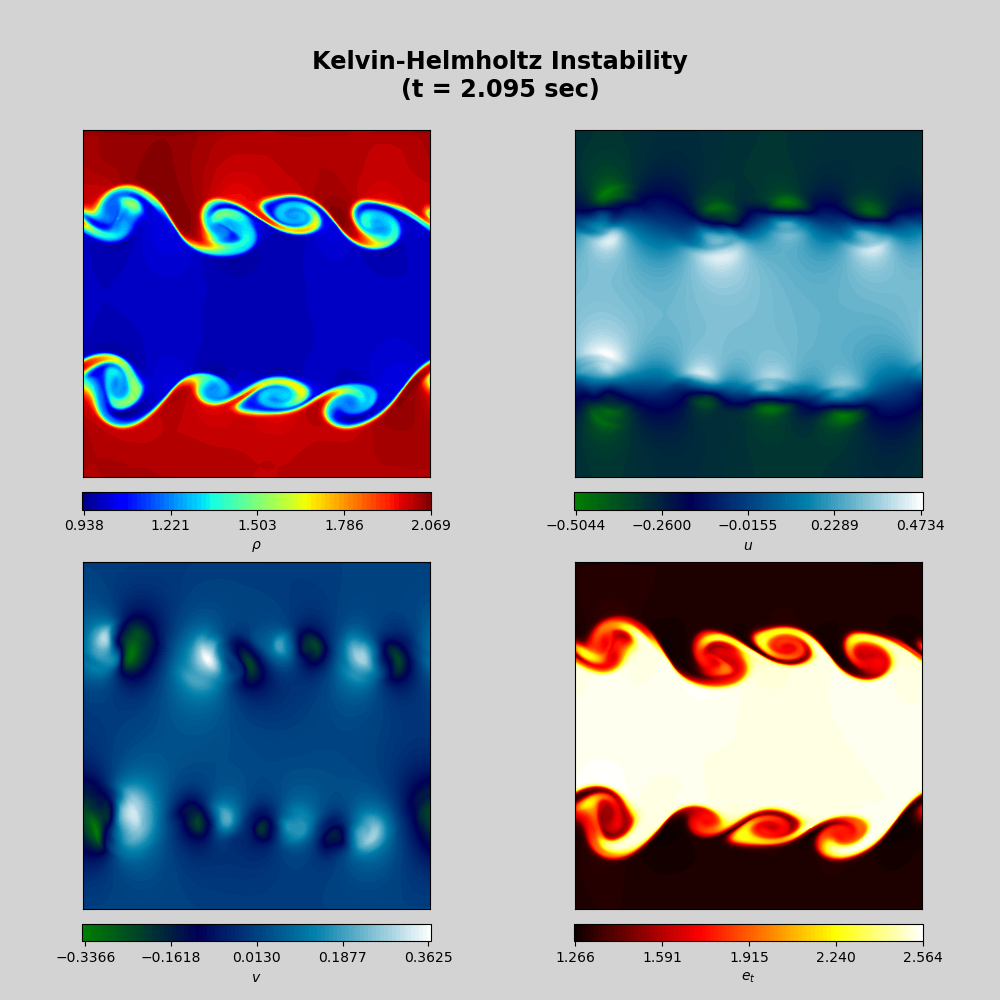 Kelvin-Helmholtz Instability
(t = 2.095 sec)
0.938 1.221 1.503 1.786 2.069
ρ
−0.5044 −0.2600 −0.0155 0.2289 0.4734
u
−0.3366 −0.1618 0.0130 0.1877 0.3625
v
1.266 1.591 1.915 2.240 2.564
e_t